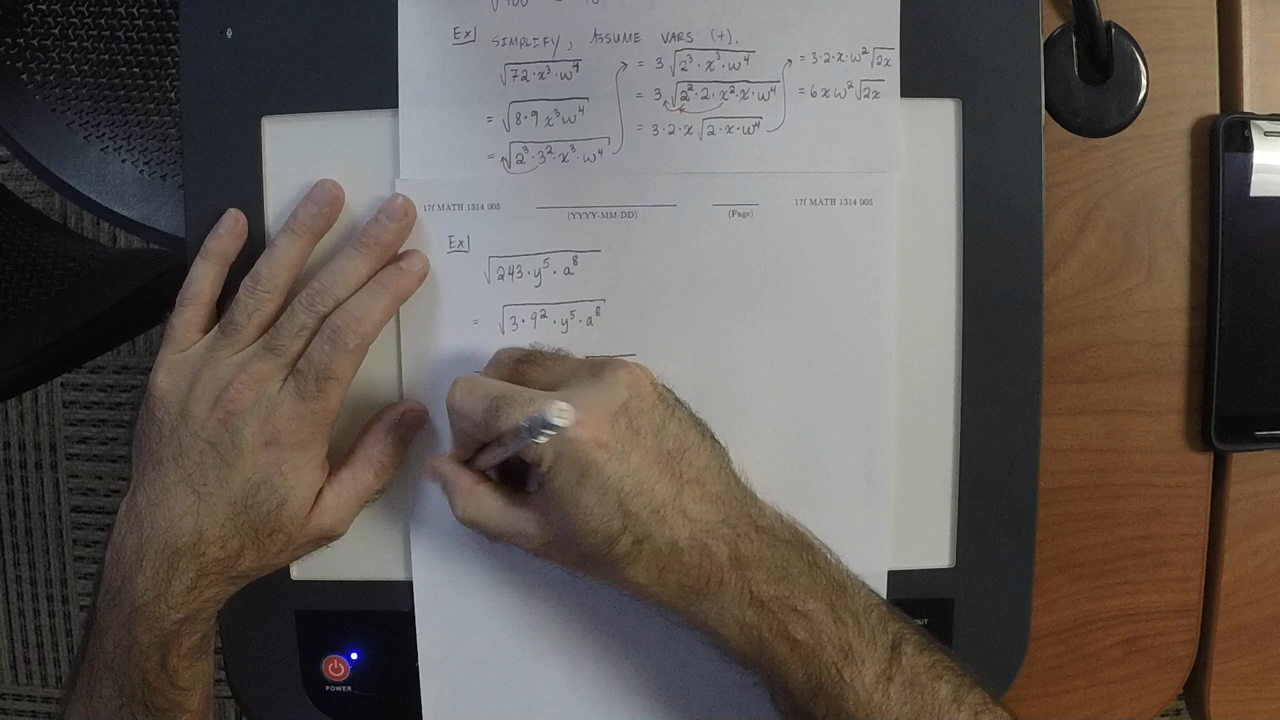 Ex] SIMPLIFY, ASSUME VARS (+).
√72·x³·w⁴
= √8·9 x³w⁴
= √2³·3²·x³·w⁴
= 3 √2³·x³·w⁴
= 3 √2²·2·x²·x·w⁴
= 3·2·x √2·x·w⁴
= 3·2·x·w² √2x
= 6xw² √2x
17f MATH 1314 005
(YYYY-MM-DD)
(Page)
17f MATH 1314 005
Ex]
√243·y⁵·a⁸
= √3·9²·y⁵·a⁸
POWER